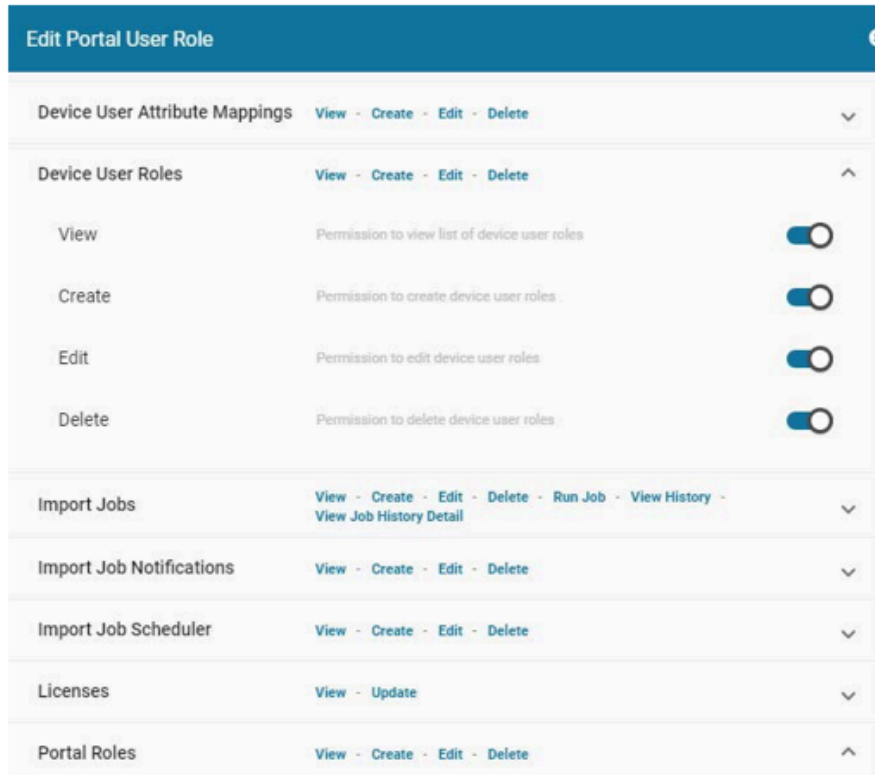 Edit Portal User Role
Device User Attribute Mappings View - Create - Edit - Delete
Device User Roles View - Create - Edit - Delete
View Permission to view list of device user roles
Create Permission to create device user roles
Edit Permission to edit device user roles
Delete Permission to delete device user roles
Import Jobs View - Create - Edit - Delete - Run Job - View History -
View Job History Detail
Import Job Notifications View - Create - Edit - Delete
Import Job Scheduler View - Create - Edit - Delete
Licenses View - Update
Portal Roles View - Create - Edit - Delete